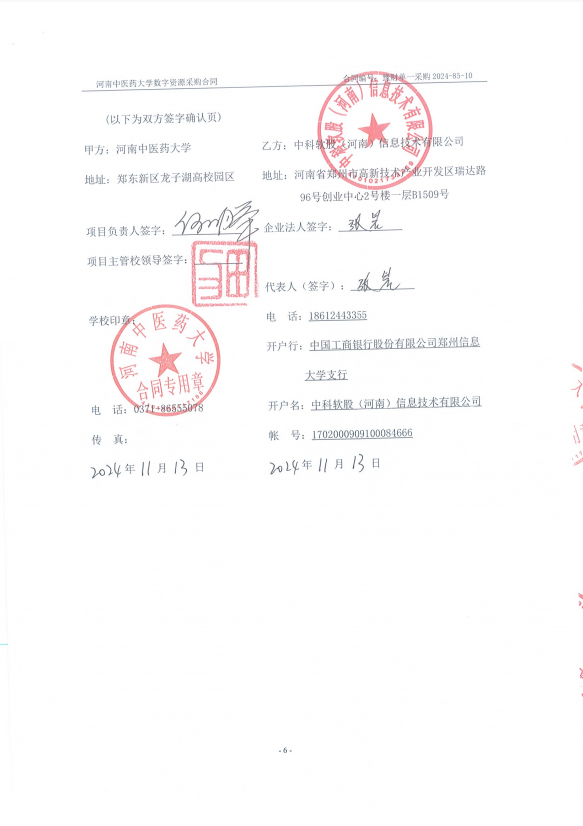 河南中医药大学数字资源采购合同
合同编号：豫财单一采购 2024-85-10
（以下为双方签字确认页）
甲方：河南中医药大学
乙方：中科软股（河南）信息技术有限公司
地址：郑东新区龙子湖高校园区
地址：河南省郑州市高新技术产业开发区瑞达路
96号创业中心2号楼一层B1509号
项目负责人签字：
企业法人签字：张岩
项目主管校领导签字：
代表人（签字）：张岩
学校印章：
电 话：18612443355
开户行：中国工商银行股份有限公司郑州信息
大学支行
电 话：0371-86555078
开户名：中科软股（河南）信息技术有限公司
传 真：
帐 号：1702000909100084666
2024年11月13日
2024年11月13日
中科软股（河南）信息技术有限公司
河南中医药大学
合同专用章
- 6 -